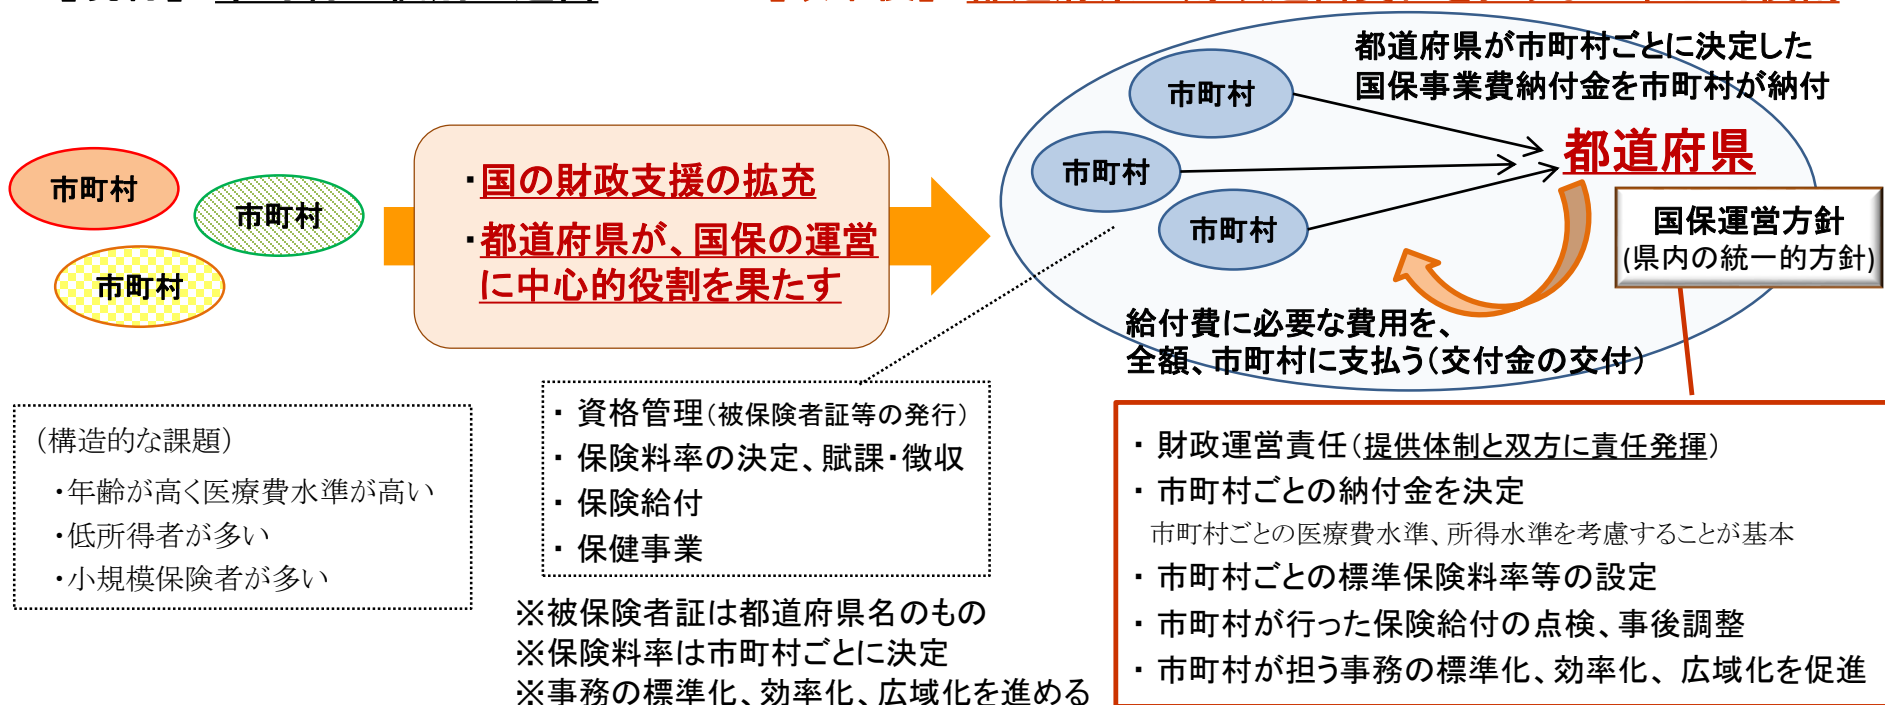 市町村
市町村
市町村
・国の財政支援の拡充
・都道府県が、国保の運営
に中心的役割を果たす
市町村
市町村
市町村
都道府県が市町村ごとに決定した
国保事業費納付金を市町村が納付
都道府県
国保運営方針
(県内の統一的方針)
給付費に必要な費用を、
全額、市町村に支払う(交付金の交付)
(構造的な課題)
・年齢が高く医療費水準が高い
・低所得者が多い
・小規模保険者が多い
・ 資格管理(被保険者証等の発行)
・ 保険料率の決定、賦課・徴収
・ 保険給付
・ 保健事業
※被保険者証は都道府県名のもの
※保険料率は市町村ごとに決定
※事務の標準化、効率化、広域化を進める
・ 財政運営責任(提供体制と双方に責任発揮)
・ 市町村ごとの納付金を決定
市町村ごとの医療費水準、所得水準を考慮することが基本
・ 市町村ごとの標準保険料率等の設定
・ 市町村が行った保険給付の点検、事後調整
・ 市町村が担う事務の標準化、効率化、広域化を促進